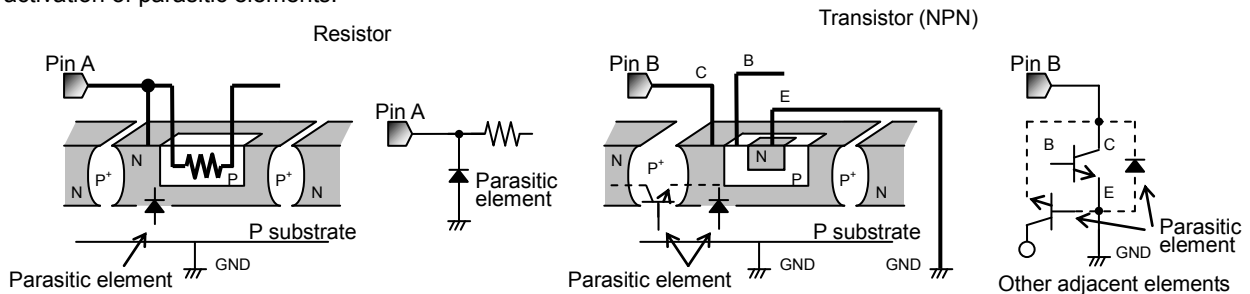 activation of parasitic elements.
Resistor
Transistor (NPN)
Pin A
Pin A
Parasitic
element
N
P+
N
P
P+
N
P substrate
GND
Parasitic element
Pin B
C
B
E
N
P+
N
P
P+
N
P substrate
GND
GND
Parasitic element
Pin B
B
C
E
GND
Parasitic
element
Other adjacent elements